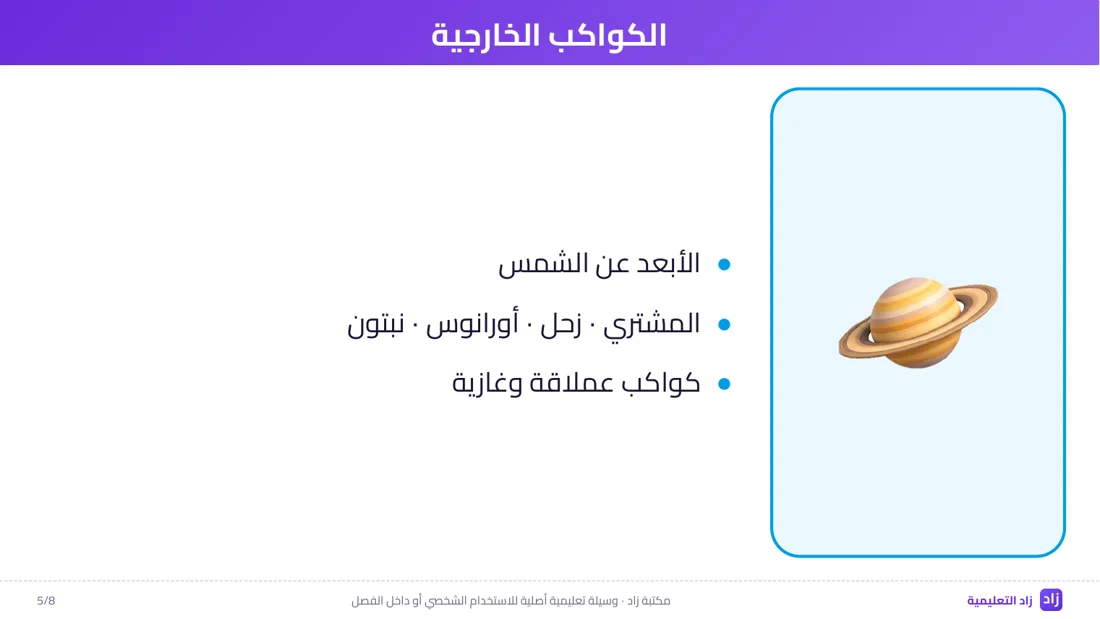 الكواكب الخارجية
الأبعد عن الشمس
المشتري · زحل · أورانوس · نبتون
كواكب عملاقة وغازية
زاد زاد التعليمية
مكتبة زاد · وسيلة تعليمية أصلية للاستخدام الشخصي أو داخل الفصل
5/8